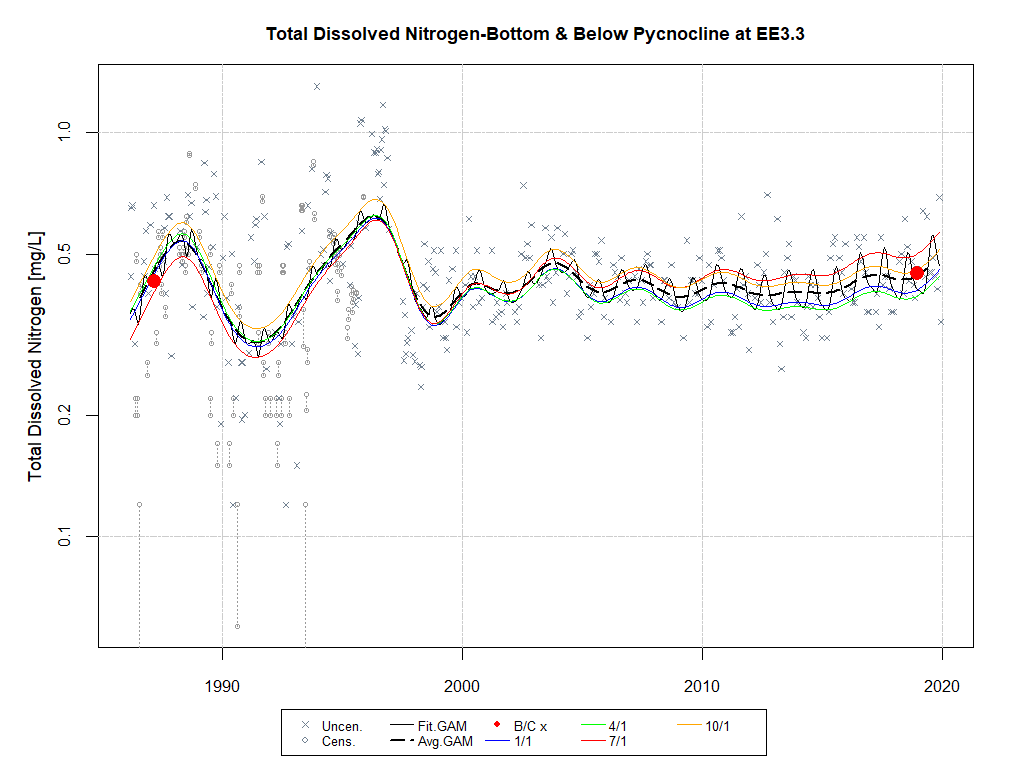 Total Dissolved Nitrogen-Bottom & Below Pycnocline at EE3.3
Total Dissolved Nitrogen [mg/L]
1.0
0.5
0.2
0.1
1990 2000 2010 2020
Uncen. Fit.GAM B/C x 4/1 10/1
Cens. Avg.GAM 1/1 7/1